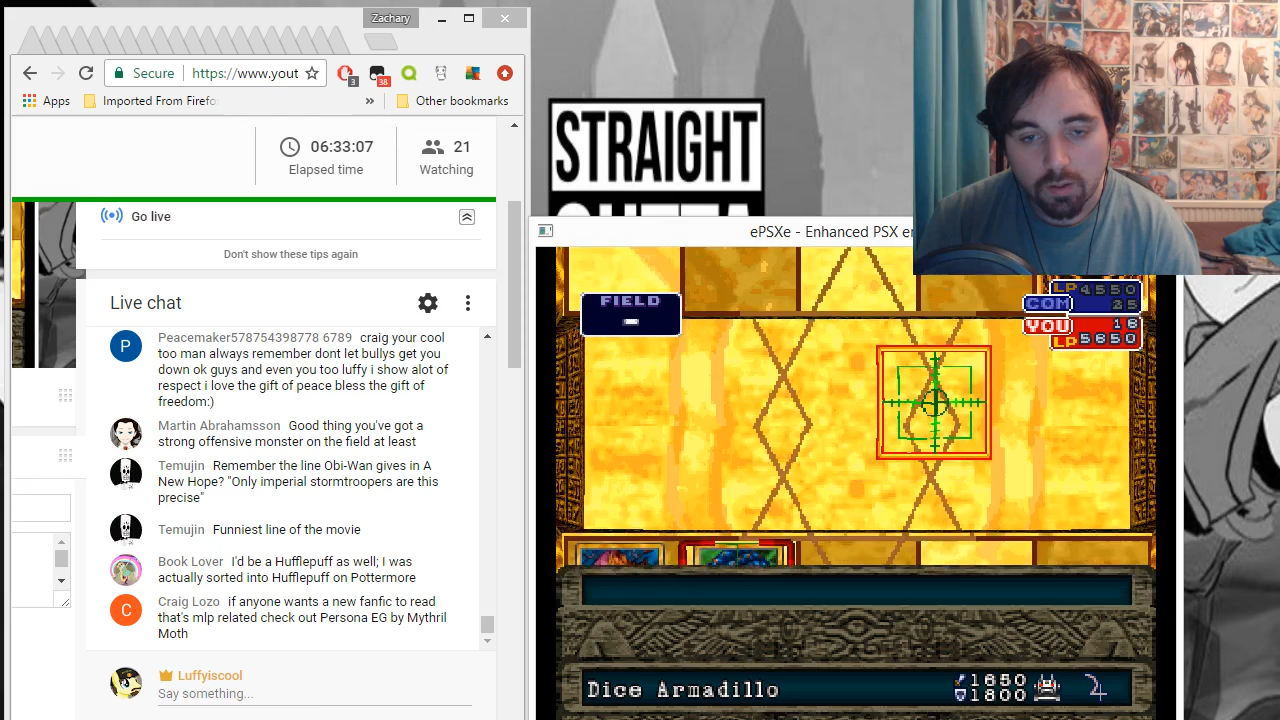 Zachary
Secure
https://www.yout
3
38
Apps
Imported From Firefo
»
Other bookmarks
06:33:07
Elapsed time
21
Watching
Go live
Don't show these tips again
Live chat
Peacemaker578754398778 6789 craig your cool
too man always remember dont let bullys get you
down ok guys and even you too luffy i show alot of
respect i love the gift of peace bless the gift of
freedom:)
Martin Abrahamsson Good thing you've got a
strong offensive monster on the field at least
Temujin Remember the line Obi-Wan gives in A
New Hope? "Only imperial stormtroopers are this
precise"
Temujin Funniest line of the movie
Book Lover I'd be a Hufflepuff as well; I was
actually sorted into Hufflepuff on Pottermore
Craig Lozo if anyone wants a new fanfic to read
that's mlp related check out Persona EG by Mythril
Moth
Luffyiscool
Say something...
STRAIGHT
ePSXe - Enhanced PSX e
FIELD
LP 4550
COM 25
YOU 16
LP 5850
Dice Armadillo
1650
1800